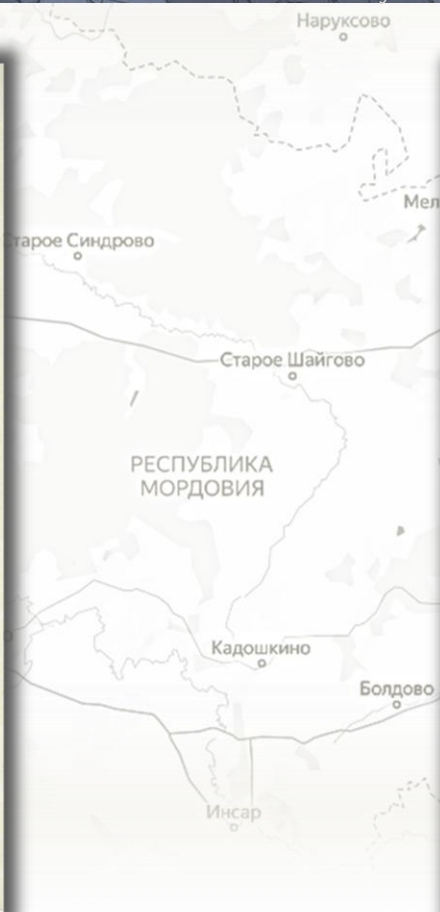 Наруксово
Мел
Старое Синдрово
Старое Шайгово
РЕСПУБЛИКА
МОРДОВИЯ
Кадошкино
Болдово
Инсар